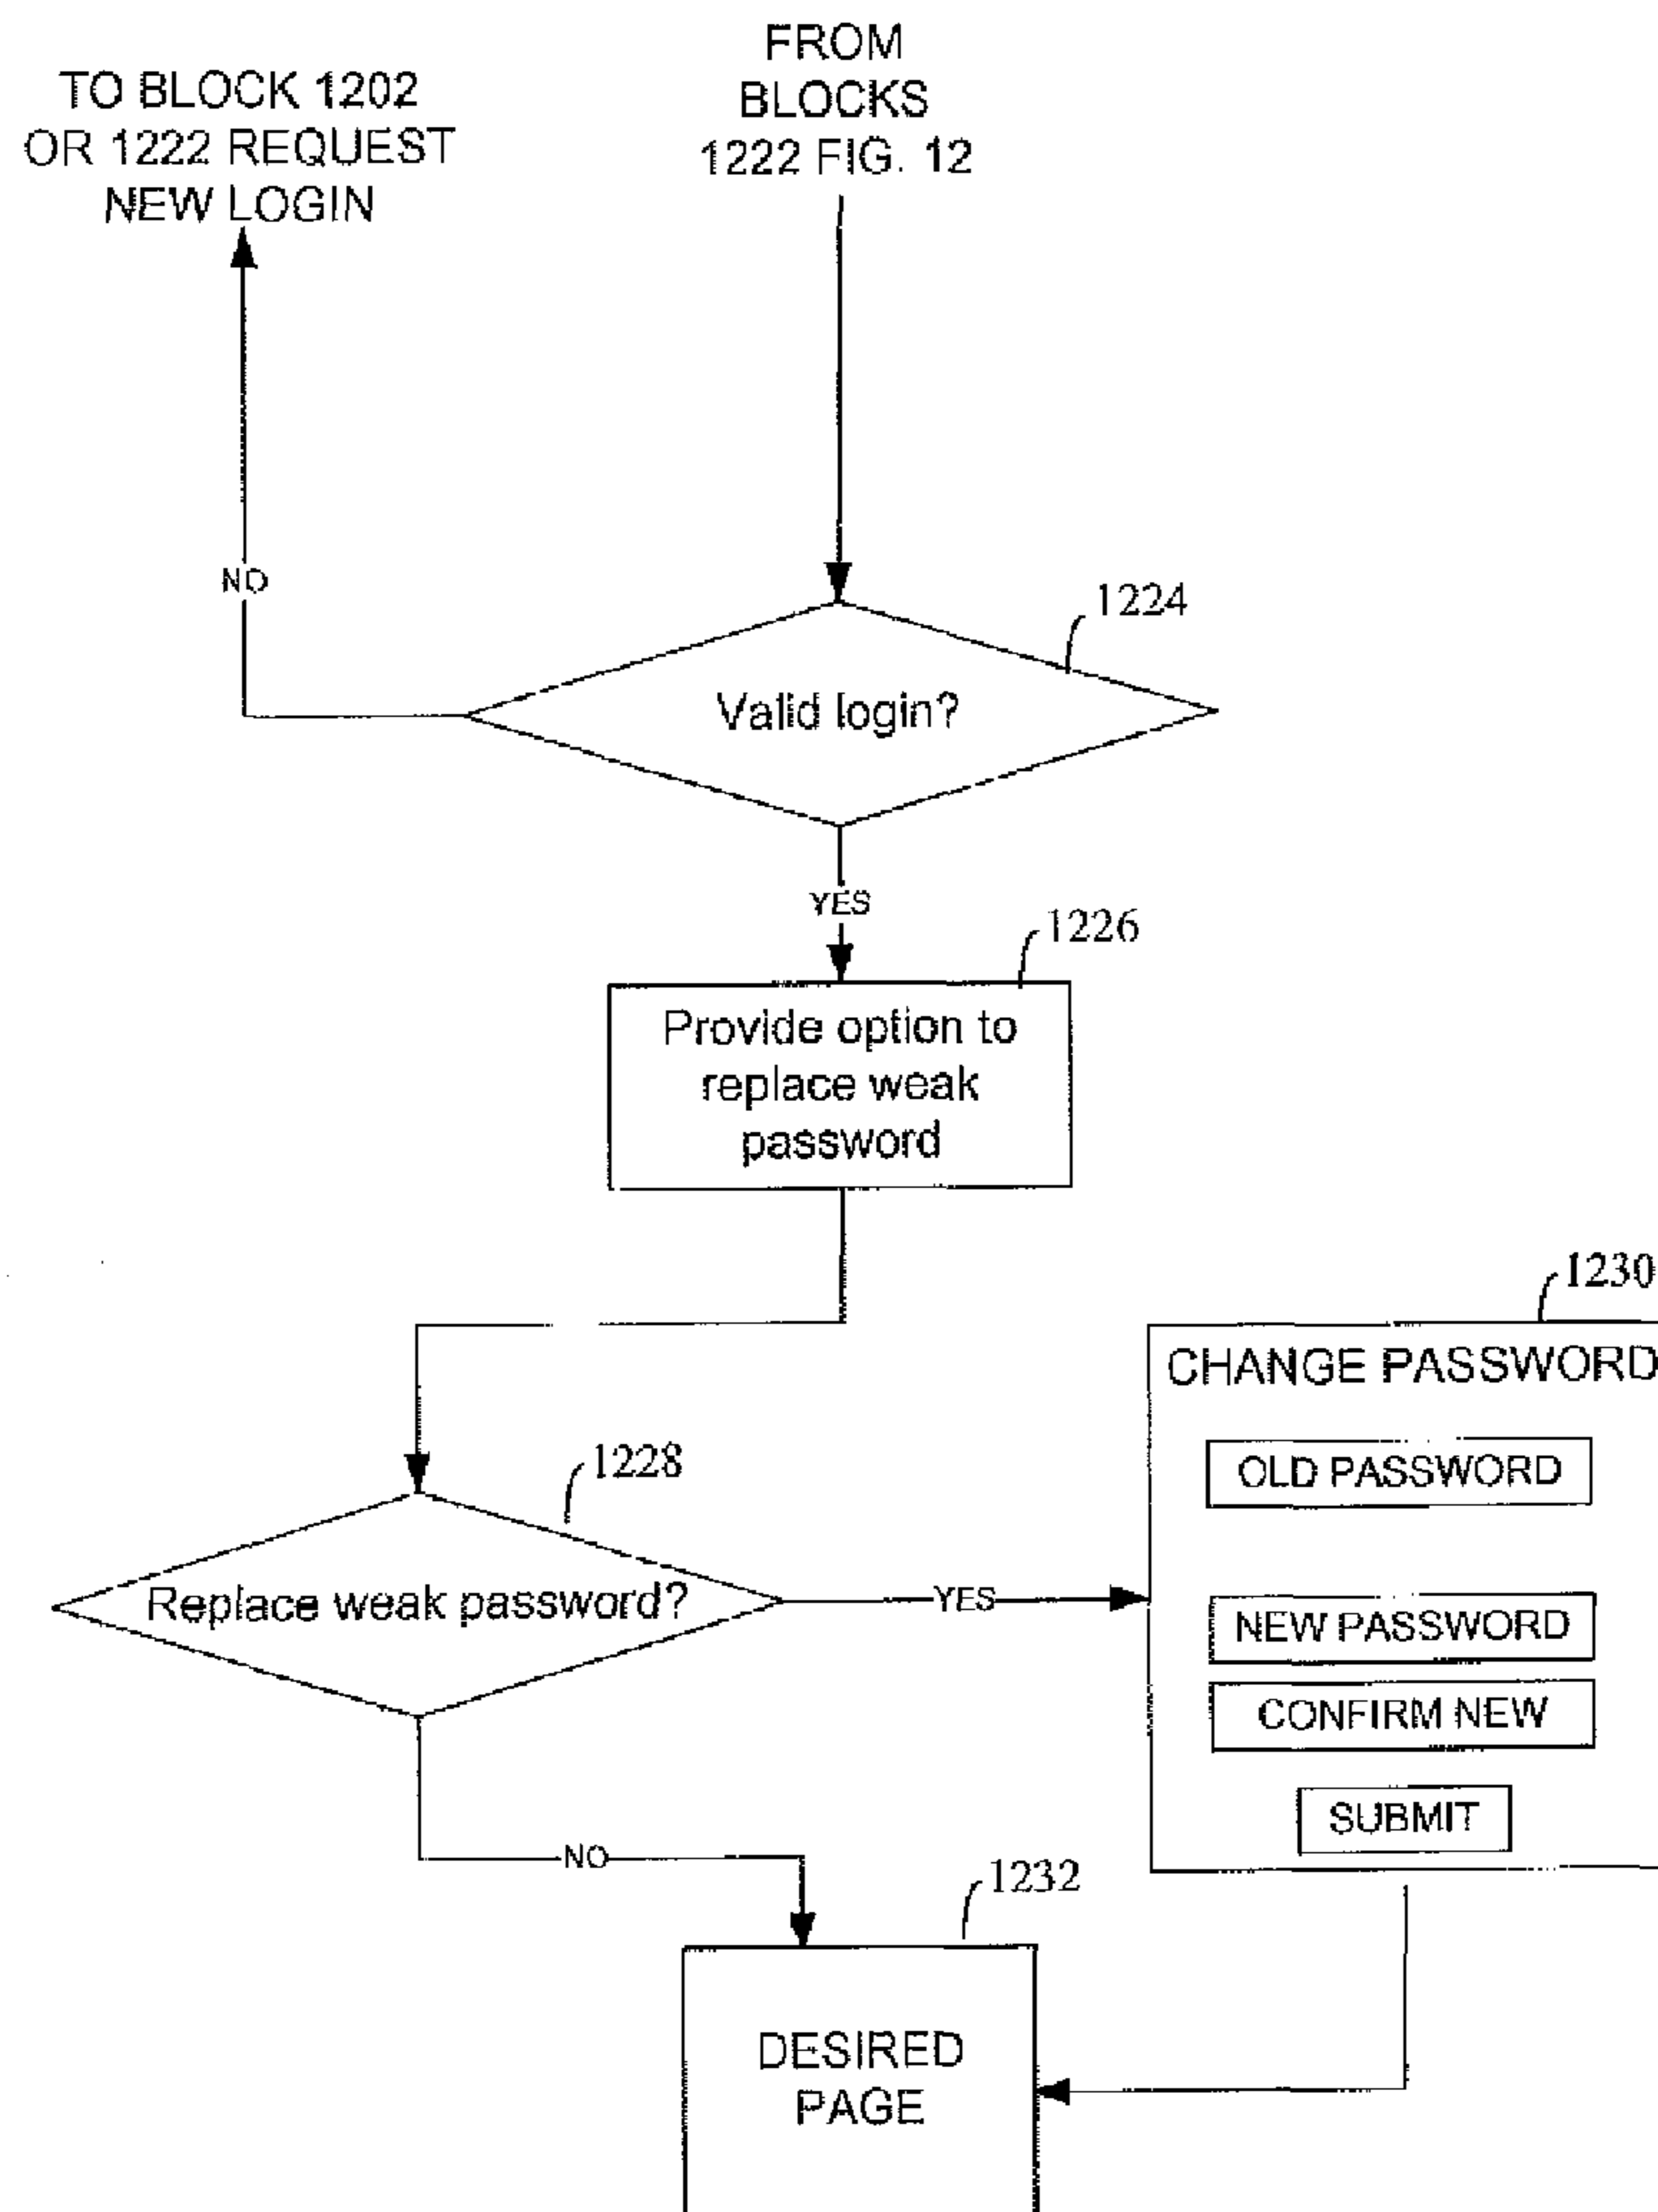 FROM
BLOCKS
1222 FIG. 12
TO BLOCK 1202
OR 1222 REQUEST
NEW LOGIN
NO
1224
Valid login?
YES
1226
Provide option to
replace weak
password
1230
CHANGE PASSWORD
OLD PASSWORD
1228
Replace weak password?
YES
NEW PASSWORD
CONFIRM NEW
SUBMIT
NO
1232
DESIRED
PAGE